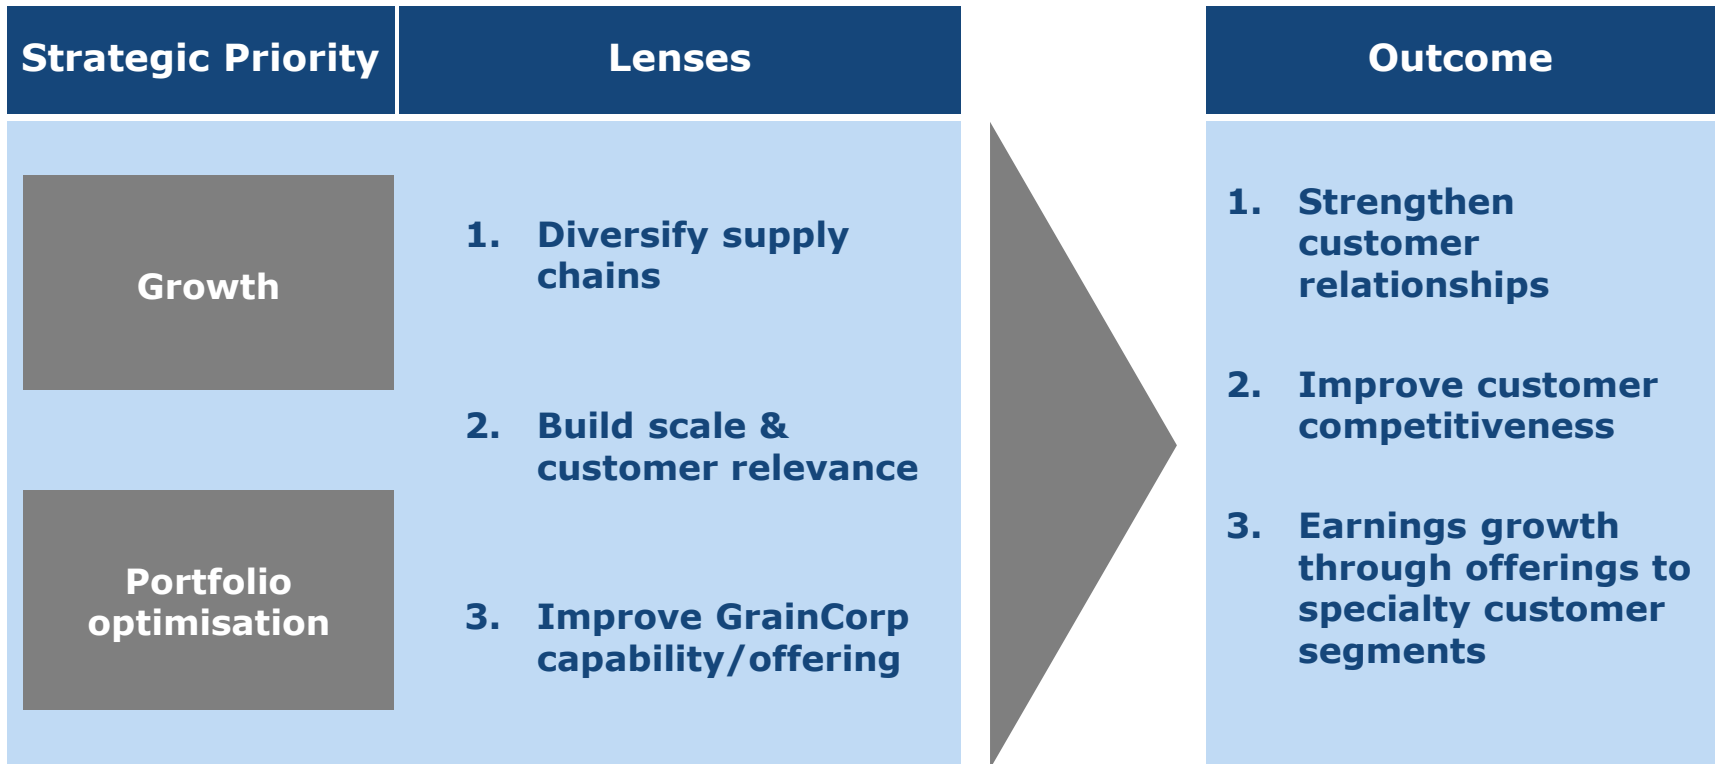 Strategic Priority
Lenses
Outcome
Growth
Portfolio
optimisation
1. Diversify supply
chains
2. Build scale &
customer relevance
3. Improve GrainCorp
capability/offering
1. Strengthen
customer
relationships
2. Improve customer
competitiveness
3. Earnings growth
through offerings to
specialty customer
segments